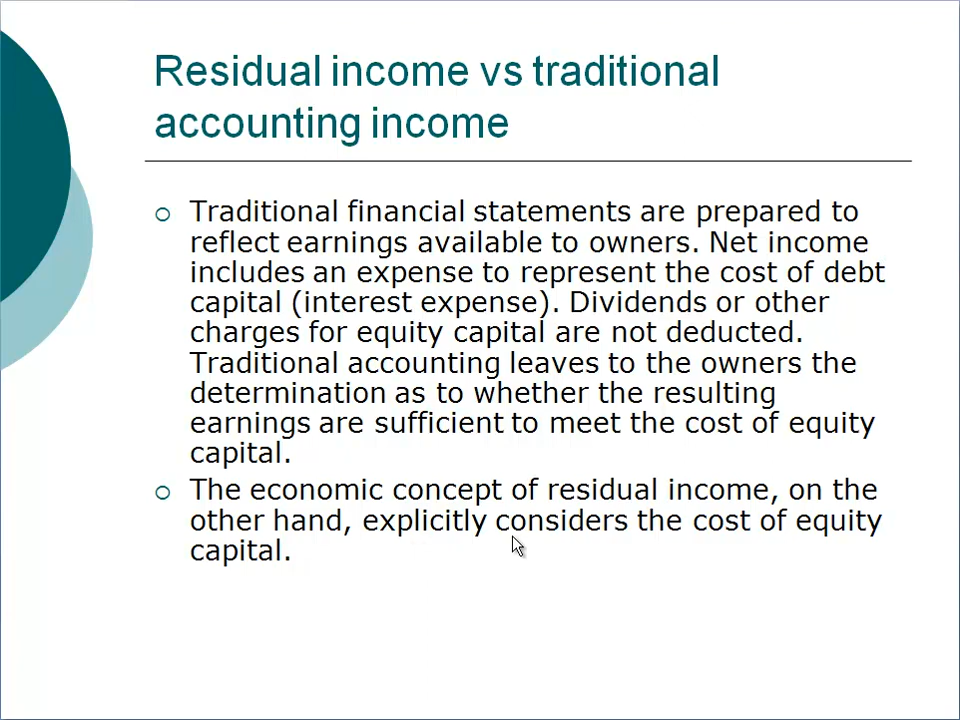 Residual income vs traditional
accounting income
Traditional financial statements are prepared to
reflect earnings available to owners. Net income
includes an expense to represent the cost of debt
capital (interest expense). Dividends or other
charges for equity capital are not deducted.
Traditional accounting leaves to the owners the
determination as to whether the resulting
earnings are sufficient to meet the cost of equity
capital.
The economic concept of residual income, on the
other hand, explicitly considers the cost of equity
capital.